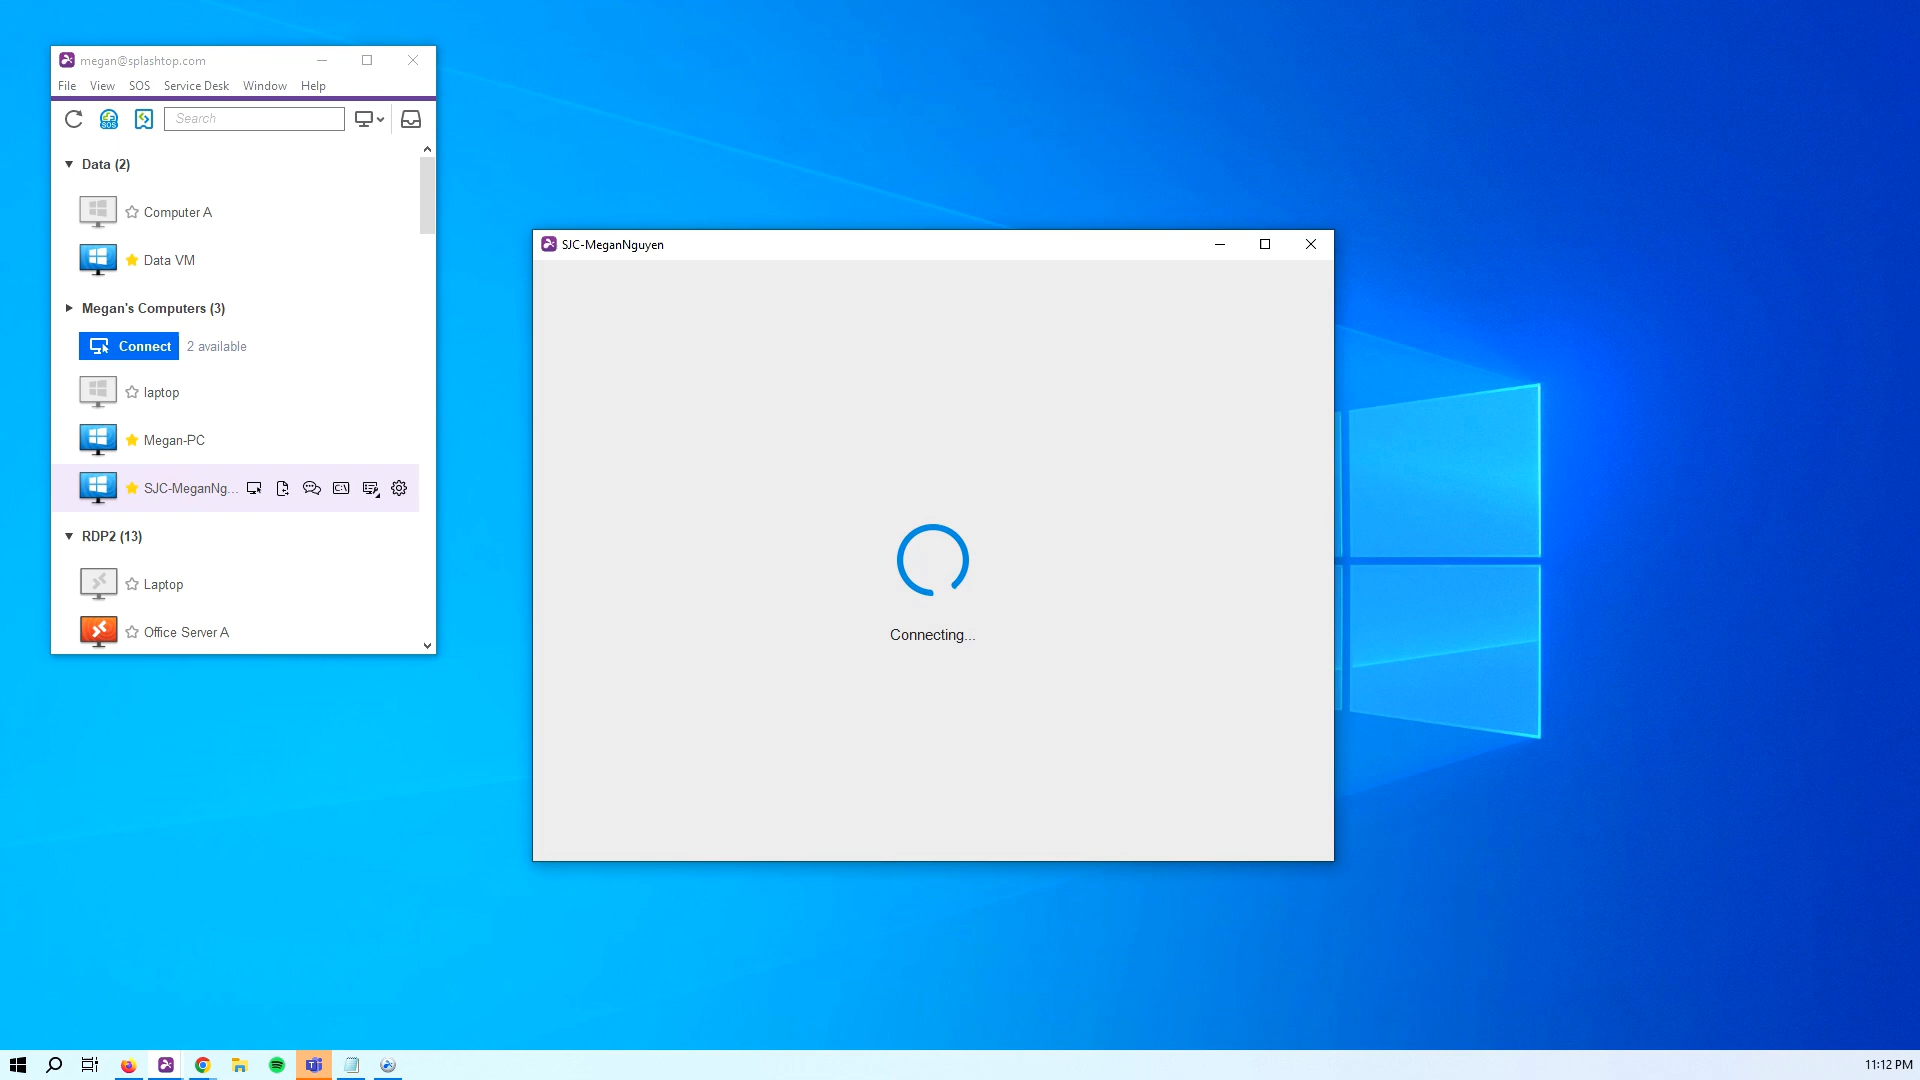 megan@splashtop.com
File View SOS Service Desk Window Help
SOS
Search
Data (2)
Computer A
Data VM
Megan's Computers (3)
Connect 2 available
laptop
Megan-PC
SJC-MeganNg... C:\
RDP2 (13)
Laptop
Office Server A
SJC-MeganNguyen
Connecting...
11:12 PM